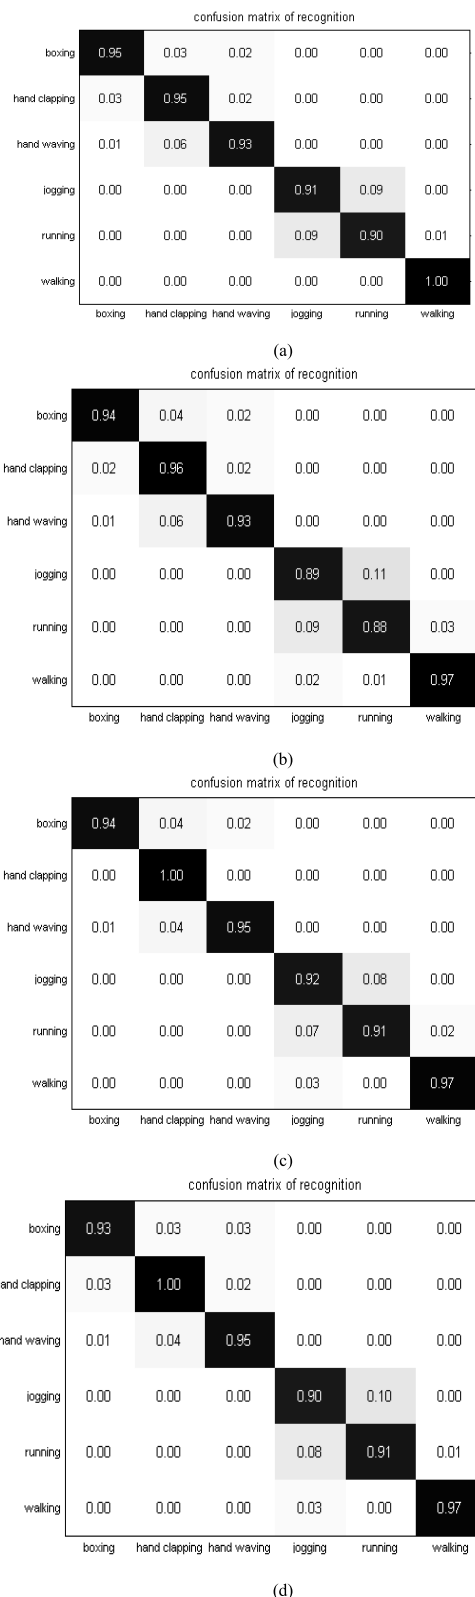 confusion matrix of recognition
boxing 0.95 0.03 0.02 0.00 0.00 0.00
hand clapping 0.03 0.95 0.02 0.00 0.00 0.00
hand waving 0.01 0.06 0.93 0.00 0.00 0.00
jogging 0.00 0.00 0.00 0.91 0.09 0.00
running 0.00 0.00 0.00 0.09 0.90 0.01
walking 0.00 0.00 0.00 0.00 0.00 1.00
boxing hand clapping hand waving jogging running walking
(a)
confusion matrix of recognition
boxing 0.94 0.04 0.02 0.00 0.00 0.00
hand clapping 0.02 0.96 0.02 0.00 0.00 0.00
hand waving 0.01 0.06 0.93 0.00 0.00 0.00
jogging 0.00 0.00 0.00 0.89 0.11 0.00
running 0.00 0.00 0.00 0.09 0.88 0.03
walking 0.00 0.00 0.00 0.02 0.01 0.97
boxing hand clapping hand waving jogging running walking
(b)
confusion matrix of recognition
boxing 0.94 0.04 0.02 0.00 0.00 0.00
hand clapping 0.00 1.00 0.00 0.00 0.00 0.00
hand waving 0.01 0.04 0.95 0.00 0.00 0.00
jogging 0.00 0.00 0.00 0.92 0.08 0.00
running 0.00 0.00 0.00 0.07 0.91 0.02
walking 0.00 0.00 0.00 0.03 0.00 0.97
boxing hand clapping hand waving jogging running walking
(c)
confusion matrix of recognition
boxing 0.93 0.03 0.03 0.00 0.00 0.00
and clapping 0.03 1.00 0.02 0.00 0.00 0.00
hand waving 0.01 0.04 0.95 0.00 0.00 0.00
jogging 0.00 0.00 0.00 0.90 0.10 0.00
running 0.00 0.00 0.00 0.08 0.91 0.01
walking 0.00 0.00 0.00 0.03 0.00 0.97
boxing hand clapping hand waving jogging running walking
(d)